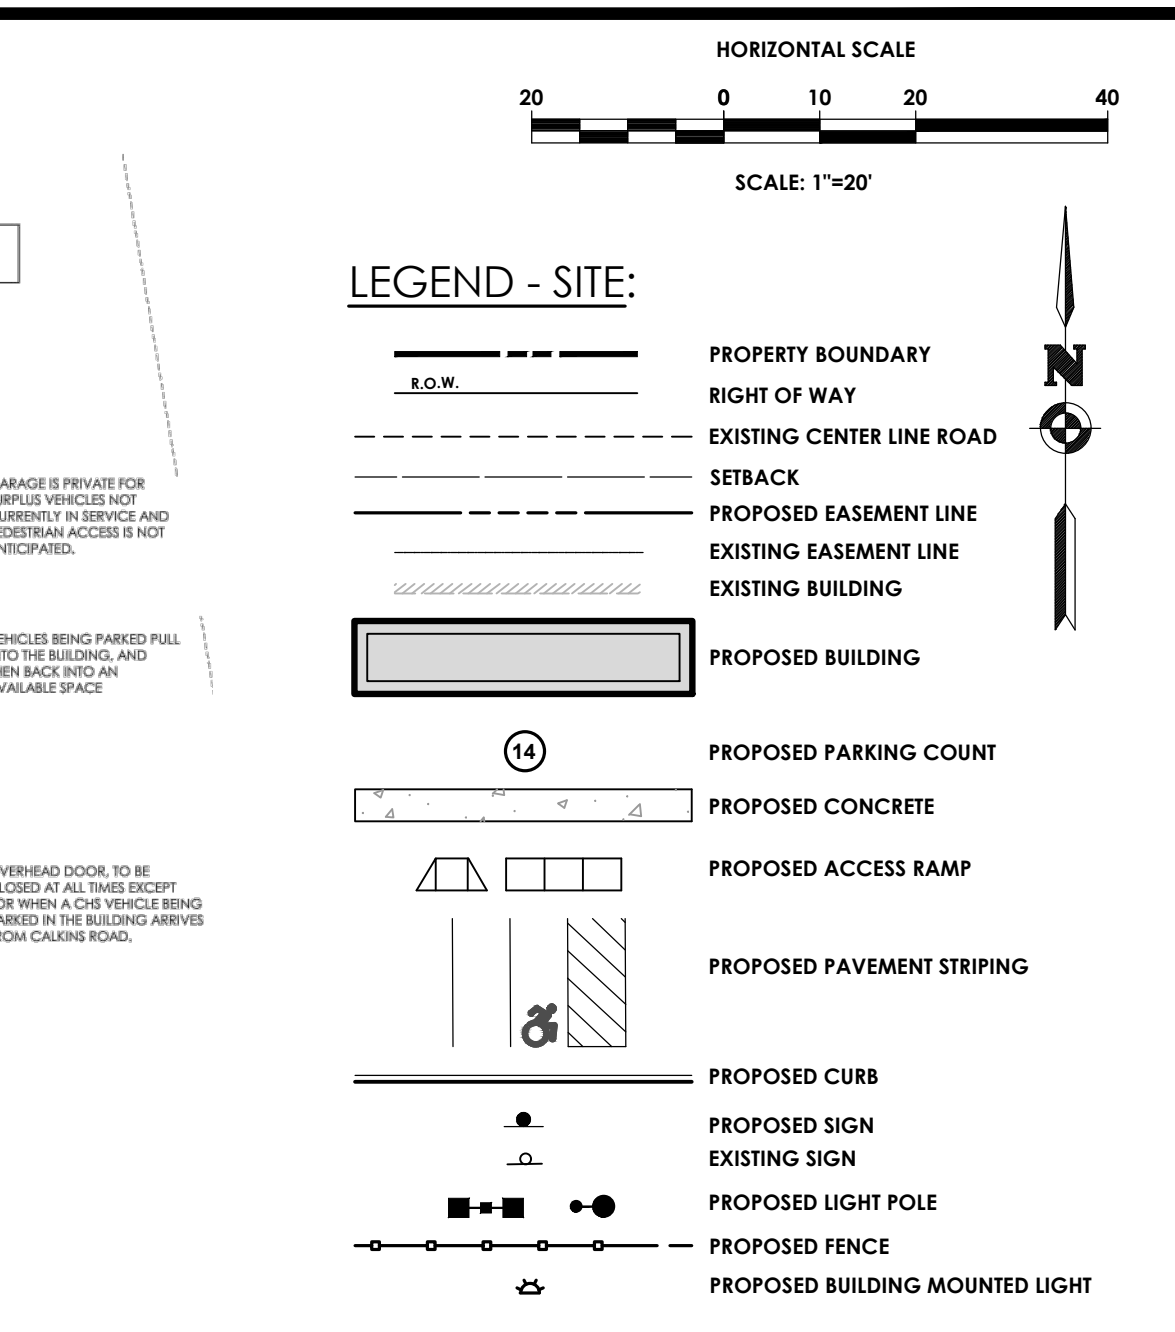 HORIZONTAL SCALE
20 0 10 20 40
SCALE: 1"=20'
LEGEND - SITE:
PROPERTY BOUNDARY
R.O.W.
RIGHT OF WAY
EXISTING CENTER LINE ROAD
SETBACK
PROPOSED EASEMENT LINE
EXISTING EASEMENT LINE
EXISTING BUILDING
PROPOSED BUILDING
14 PROPOSED PARKING COUNT
PROPOSED CONCRETE
PROPOSED ACCESS RAMP
PROPOSED PAVEMENT STRIPING
PROPOSED CURB
PROPOSED SIGN
EXISTING SIGN
PROPOSED LIGHT POLE
PROPOSED FENCE
PROPOSED BUILDING MOUNTED LIGHT
N
ARAGE IS PRIVATE FOR
URPLUS VEHICLES NOT
URRENTLY IN SERVICE AND
EDESTRIAN ACCESS IS NOT
NTICIPATED.
EHICLES BEING PARKED PULL
TO THE BUILDING, AND
HEN BACK INTO AN
VAILABLE SPACE
VERHEAD DOOR, TO BE
LOSED AT ALL TIMES EXCEPT
OR WHEN A CHS VEHICLE BEING
ARKED IN THE BUILDING ARRIVES
ROM CALKINS ROAD.